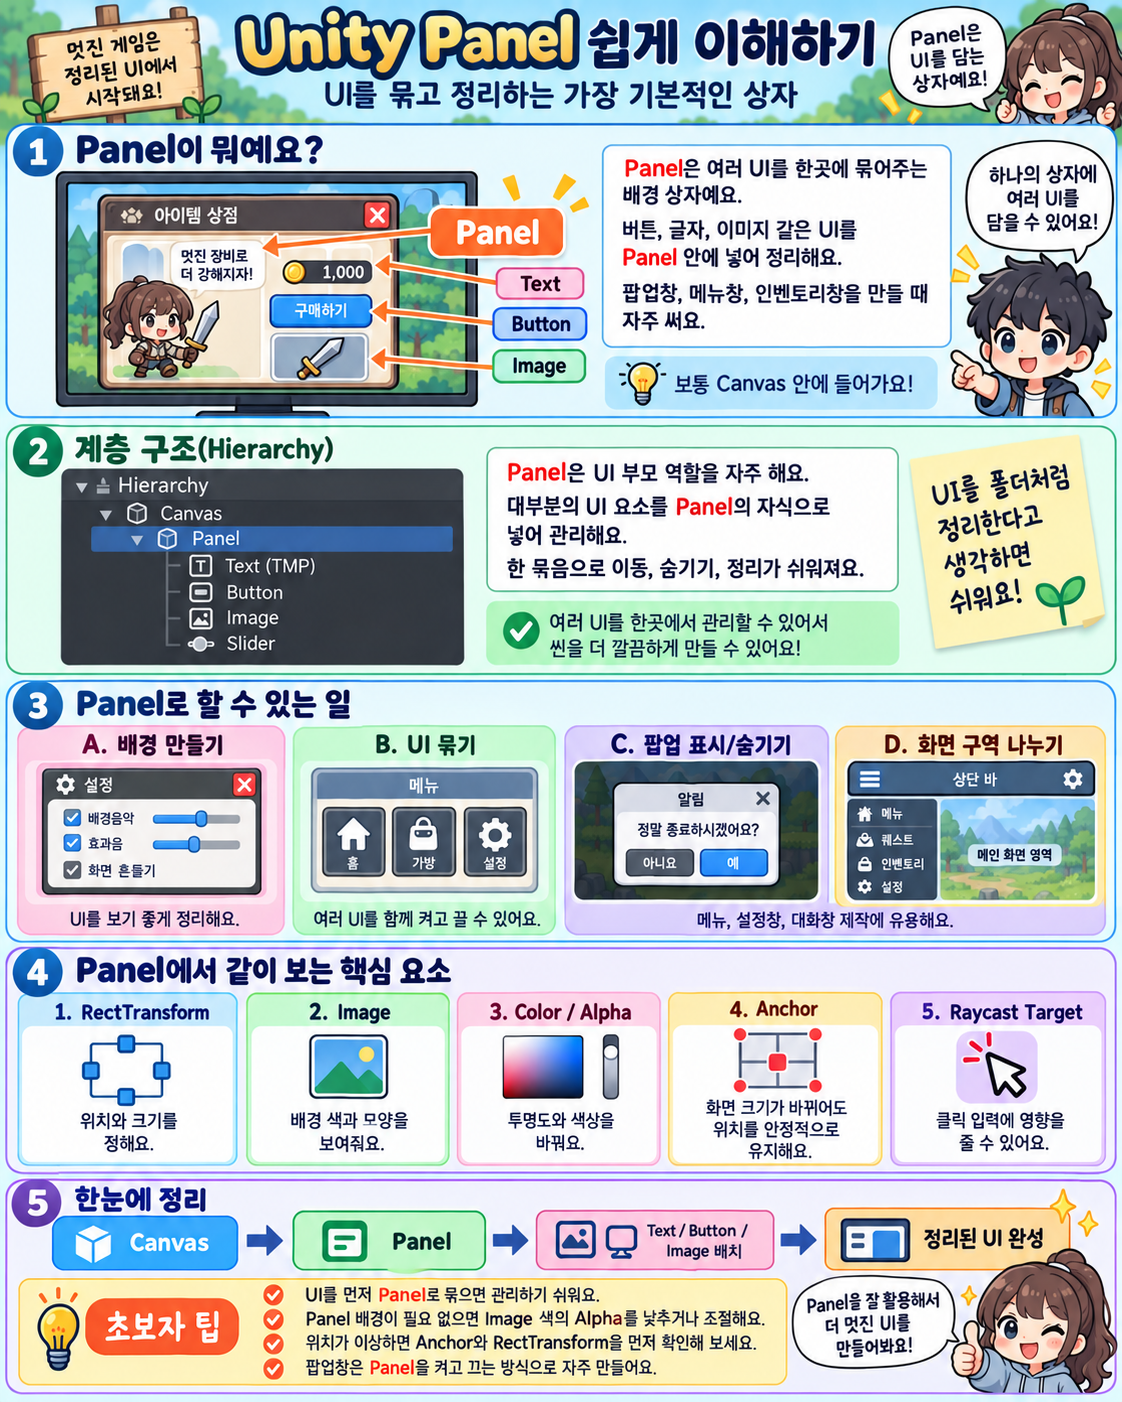 멋진 게임은
정리된 UI에서
시작돼요!
Unity Panel 쉽게 이해하기
UI를 묶고 정리하는 가장 기본적인 상자
Panel은
UI를 담는
상자예요!
1 Panel이 뭐예요?
아이템 상점
멋진 장비로
더 강해지자!
1,000
구매하기
Panel
Text
Button
Image
Panel은 여러 UI를 한곳에 묶어주는
배경 상자예요.
버튼, 글자, 이미지 같은 UI를
Panel 안에 넣어 정리해요.
팝업창, 메뉴창, 인벤토리창을 만들 때
자주 써요.
보통 Canvas 안에 들어가요!
하나의 상자에
여러 UI를
담을 수 있어요!
2 계층 구조(Hierarchy)
Hierarchy
Canvas
Panel
Text (TMP)
Button
Image
Slider
Panel은 UI 부모 역할을 자주 해요.
대부분의 UI 요소를 Panel의 자식으로
넣어 관리해요.
한 묶음으로 이동, 숨기기, 정리가 쉬워져요.
여러 UI를 한곳에서 관리할 수 있어서
씬을 더 깔끔하게 만들 수 있어요!
UI를 폴더처럼
정리한다고
생각하면
쉬워요!
3 Panel로 할 수 있는 일
A. 배경 만들기
설정
배경음악
효과음
화면 흔들기
UI를 보기 좋게 정리해요.
B. UI 묶기
메뉴
홈
가방
설정
여러 UI를 함께 켜고 끌 수 있어요.
C. 팝업 표시/숨기기
알림
정말 종료하시겠어요?
아니요
예
D. 화면 구역 나누기
상단 바
메뉴
퀘스트
인벤토리
설정
메인 화면 영역
메뉴, 설정창, 대화창 제작에 유용해요.
4 Panel에서 같이 보는 핵심 요소
1. RectTransform
위치와 크기를
정해요.
2. Image
배경 색과 모양을
보여줘요.
3. Color / Alpha
투명도와 색상을
바꿔요.
4. Anchor
화면 크기가 바뀌어도
위치를 안정적으로
유지해요.
5. Raycast Target
클릭 입력에 영향을
줄 수 있어요.
5 한눈에 정리
Canvas
Panel
Text / Button /
Image 배치
정리된 UI 완성
초보자 팁
UI를 먼저 Panel로 묶으면 관리하기 쉬워요.
Panel 배경이 필요 없으면 Image 색의 Alpha를 낮추거나 조절해요.
위치가 이상하면 Anchor와 RectTransform을 먼저 확인해 보세요.
팝업창은 Panel을 켜고 끄는 방식으로 자주 만들어요.
Panel을 잘 활용해서
더 멋진 UI를
만들어봐요!